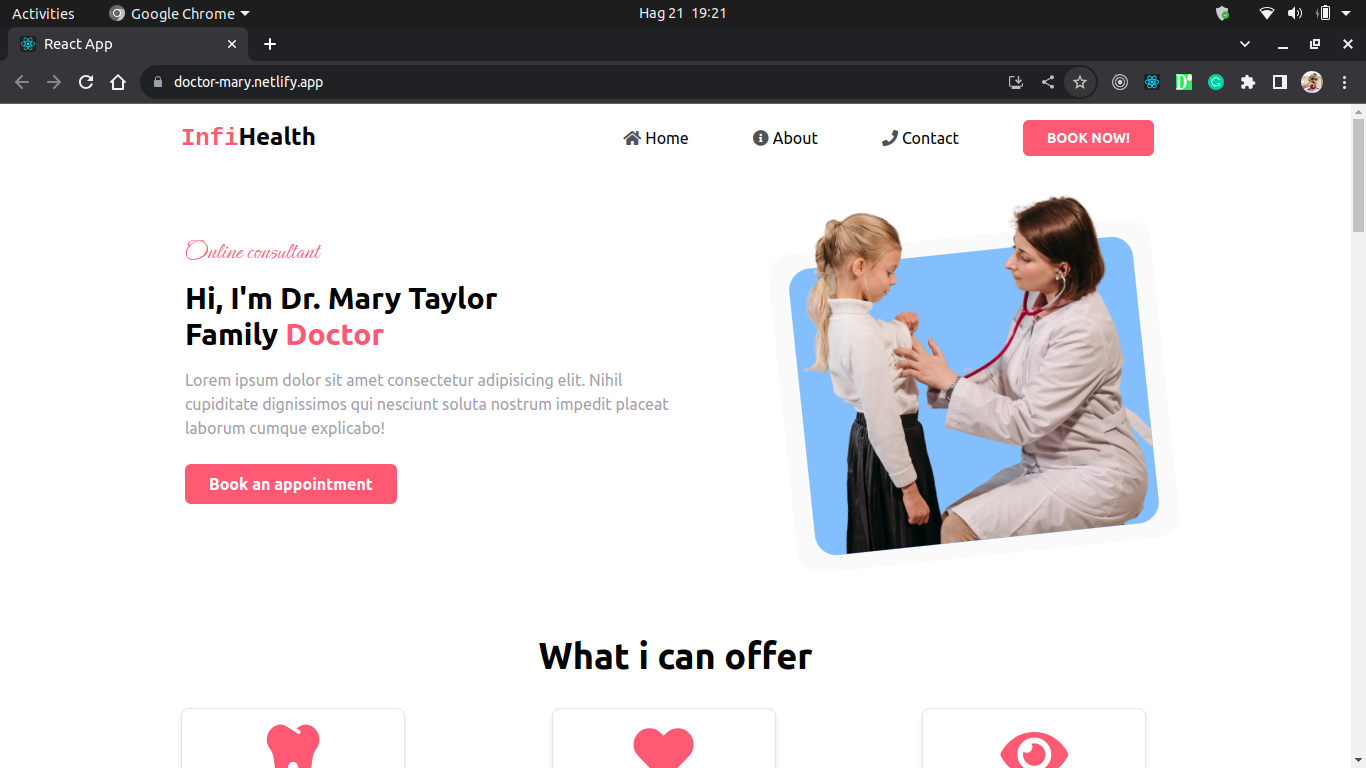 Activities Google Chrome Hag 21 19:21
React App
doctor-mary.netlify.app
InfiHealth Home About Contact BOOK NOW!
Online consultant
Hi, I'm Dr. Mary Taylor
Family Doctor
Lorem ipsum dolor sit amet consectetur adipisicing elit. Nihil
cupiditate dignissimos qui nesciunt soluta nostrum impedit placeat
laborum cumque explicabo!
Book an appointment
What i can offer